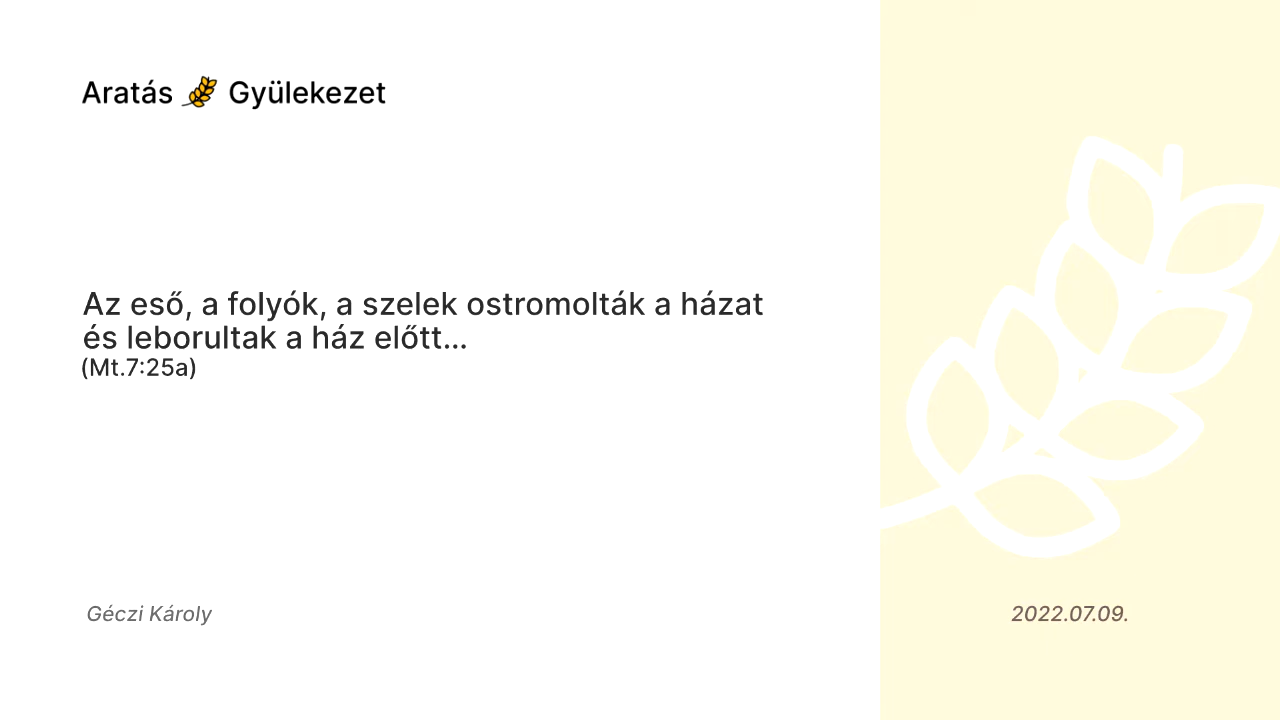 Aratás Gyülekezet
Az eső, a folyók, a szelek ostromolták a házat
és leborultak a ház előtt...
(Mt.7:25a)
Géczi Károly
2022.07.09.